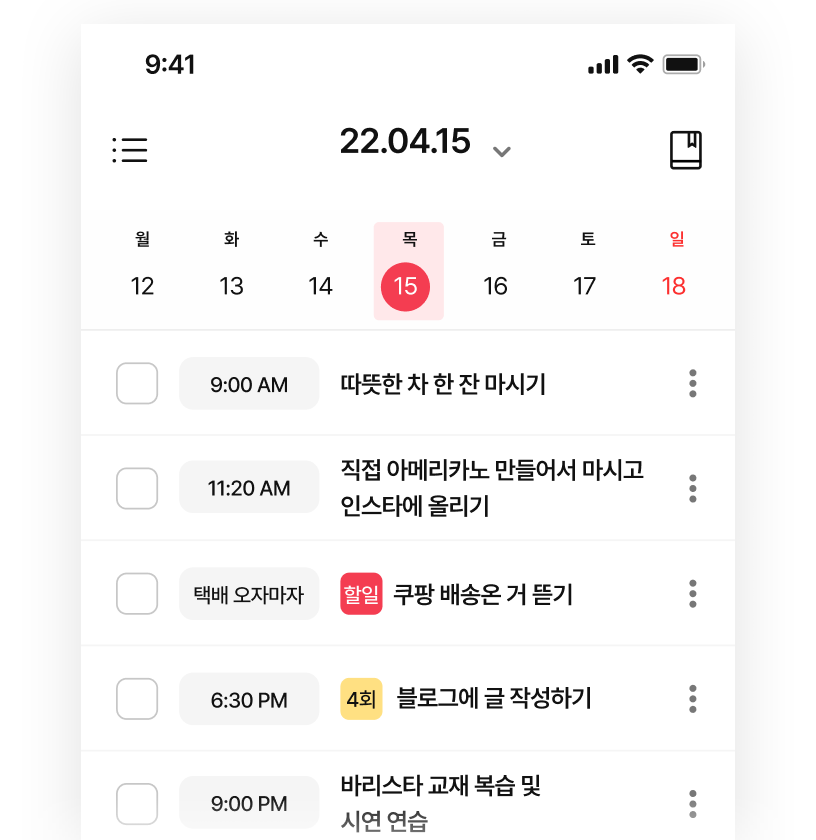 9:41
22.04.15
월 화 수 목 금 토 일
12 13 14 15 16 17 18
9:00 AM 따뜻한 차 한 잔 마시기
11:20 AM 직접 아메리카노 만들어서 마시고
인스타에 올리기
택배 오자마자 할일 쿠팡 배송온 거 뜯기
6:30 PM 4회 블로그에 글 작성하기
9:00 PM 바리스타 교재 복습 및
시연 연습